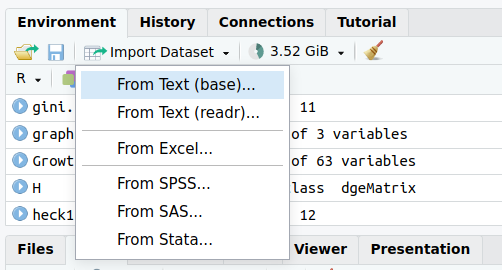 Environment History Connections Tutorial
Import Dataset 3.52 GiB
R
From Text (base)...
gini. 11
From Text (readr)...
graph of 3 variables
From Excel...
Growt of 63 variables
From SPSS...
H lass dgeMatrix
From SAS...
heck1 12
From Stata...
Files Viewer Presentation